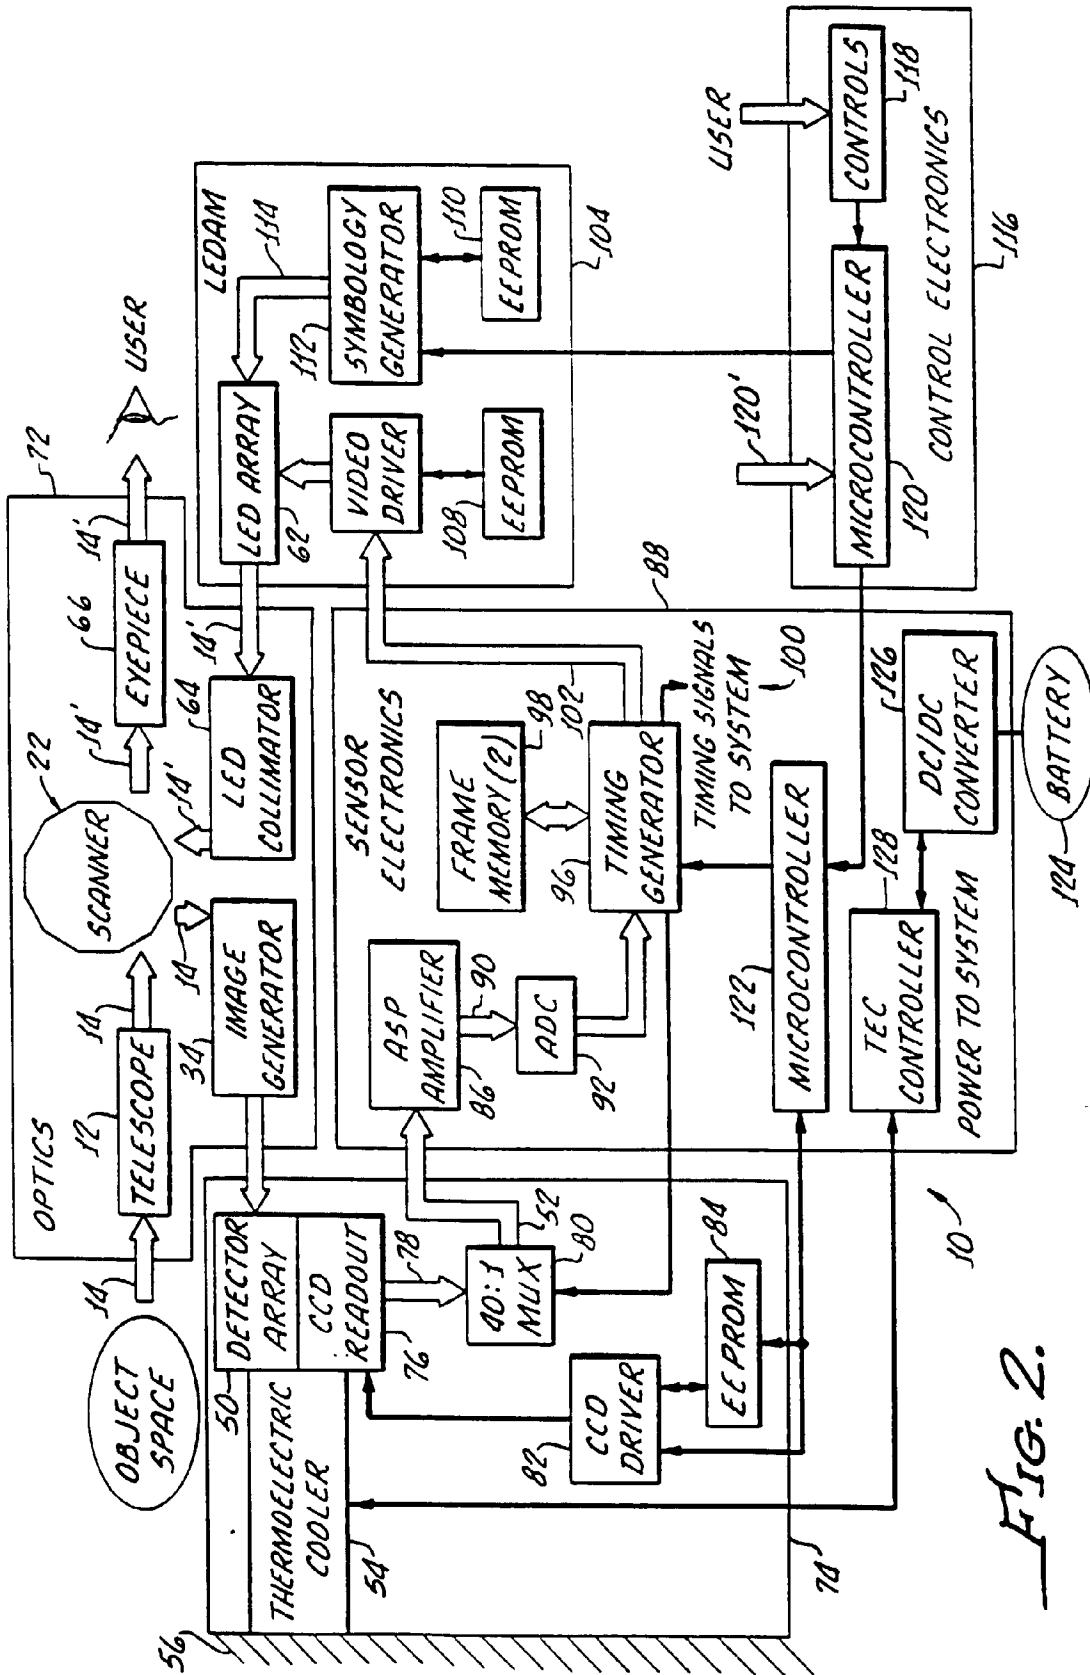 72
OPTICS
OBJECT
SPACE
14
12
TELESCOPE
14
22
SCANNER
14'
66
EYEPIECE
14'
USER
34
IMAGE
GENERATOR
14
14'
64
LED
COLLIMATOR
14'
LEDAM
LED ARRAY
62
114
112
SYMBOLOGY
GENERATOR
110
EEPROM
VIDEO
DRIVER
108
EEPROM
104
56
50
DETECTOR
ARRAY
CCD
READOUT
76
THERMOELECTRIC
COOLER
54
78
40:1
MUX
52
80
82
CCD
DRIVER
84
EEPROM
74
SENSOR
ELECTRONICS
88
ASP
AMPLIFIER
86
90
ADC
92
FRAME
MEMORY (2)
98
96
TIMING
GENERATOR
102
TIMING SIGNALS
TO SYSTEM
100
122
MICROCONTROLLER
TEC
CONTROLLER
128
126
DC/DC
CONVERTER
POWER TO SYSTEM
124
BATTERY
USER
CONTROLS
118
120'
MICROCONTROLLER
120
CONTROL ELECTRONICS
116
10
FIG. 2.